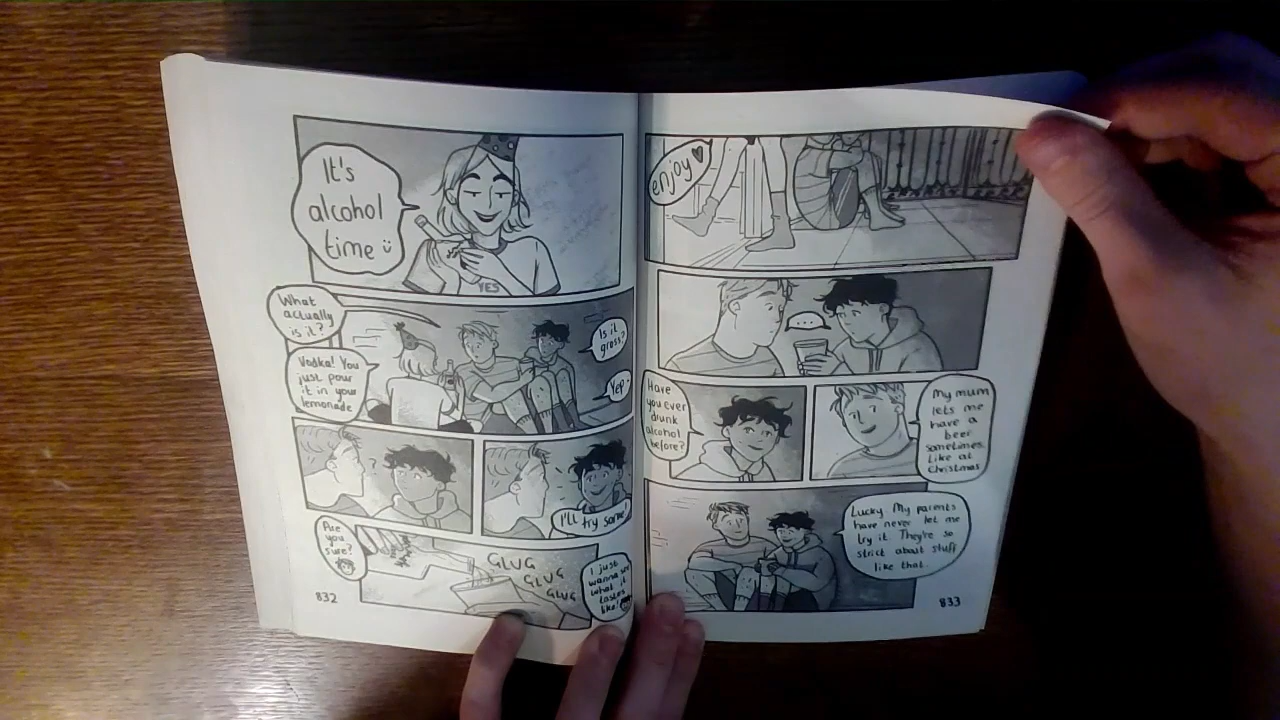 It's
alcohol
time
YES
What
actually
is it?
Vodka! You
just pour
it in your
lemonade
Is it
gross?
Yep.
?
I'll try some!
Are
you
sure?
GLUG
GLUG
GLUG
I just
wanna see
what it
tastes
like!
832
enjoy ♥
...
Have
you ever
drunk
alcohol
before?
My mum
lets me
have a
beer
sometimes.
Like at
Christmas
Lucky. My parents
have never let me
try it. They're so
strict about stuff
like that.
833